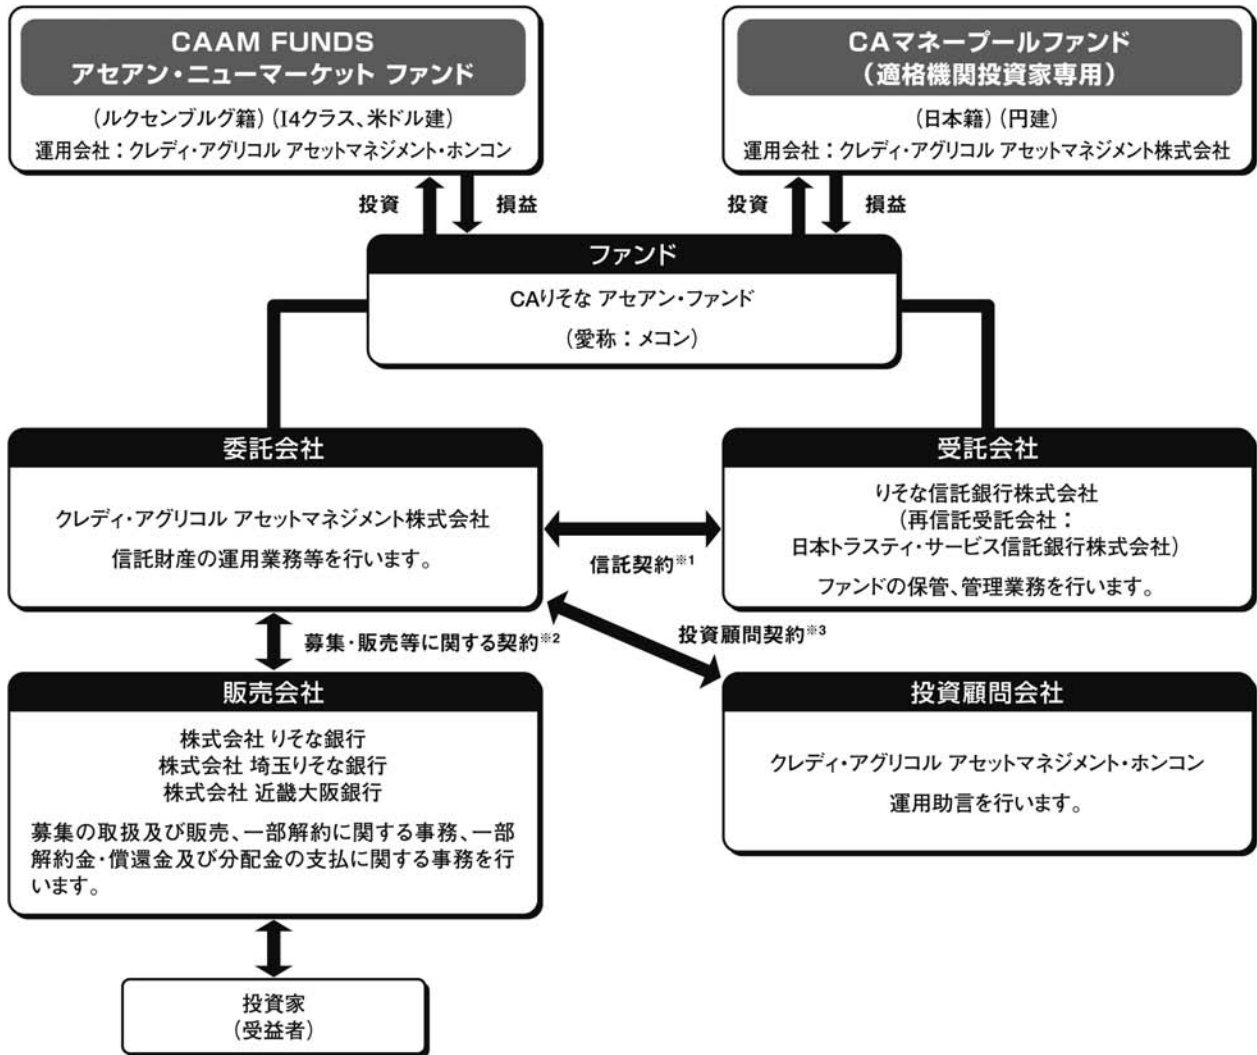 CAAM FUNDS
アセアン・ニューマーケット ファンド
(ルクセンブルグ籍) (I4クラス、米ドル建)
運用会社：クレディ・アグリコル アセットマネジメント・ホンコン
CAマネープールファンド
(適格機関投資家専用)
(日本籍) (円建)
運用会社：クレディ・アグリコル アセットマネジメント株式会社
投資
損益
投資
損益
ファンド
CAりそな アセアン・ファンド
(愛称：メコン)
委託会社
クレディ・アグリコル アセットマネジメント株式会社
信託財産の運用業務等を行います。
信託契約※1
受託会社
りそな信託銀行株式会社
(再信託受託会社：
日本トラスティ・サービス信託銀行株式会社)
ファンドの保管、管理業務を行います。
募集・販売等に関する契約※2
投資顧問契約※3
販売会社
株式会社 りそな銀行
株式会社 埼玉りそな銀行
株式会社 近畿大阪銀行
募集の取扱及び販売、一部解約に関する事務、一部
解約金・償還金及び分配金の支払に関する事務を行
います。
投資顧問会社
クレディ・アグリコル アセットマネジメント・ホンコン
運用助言を行います。
投資家
(受益者)